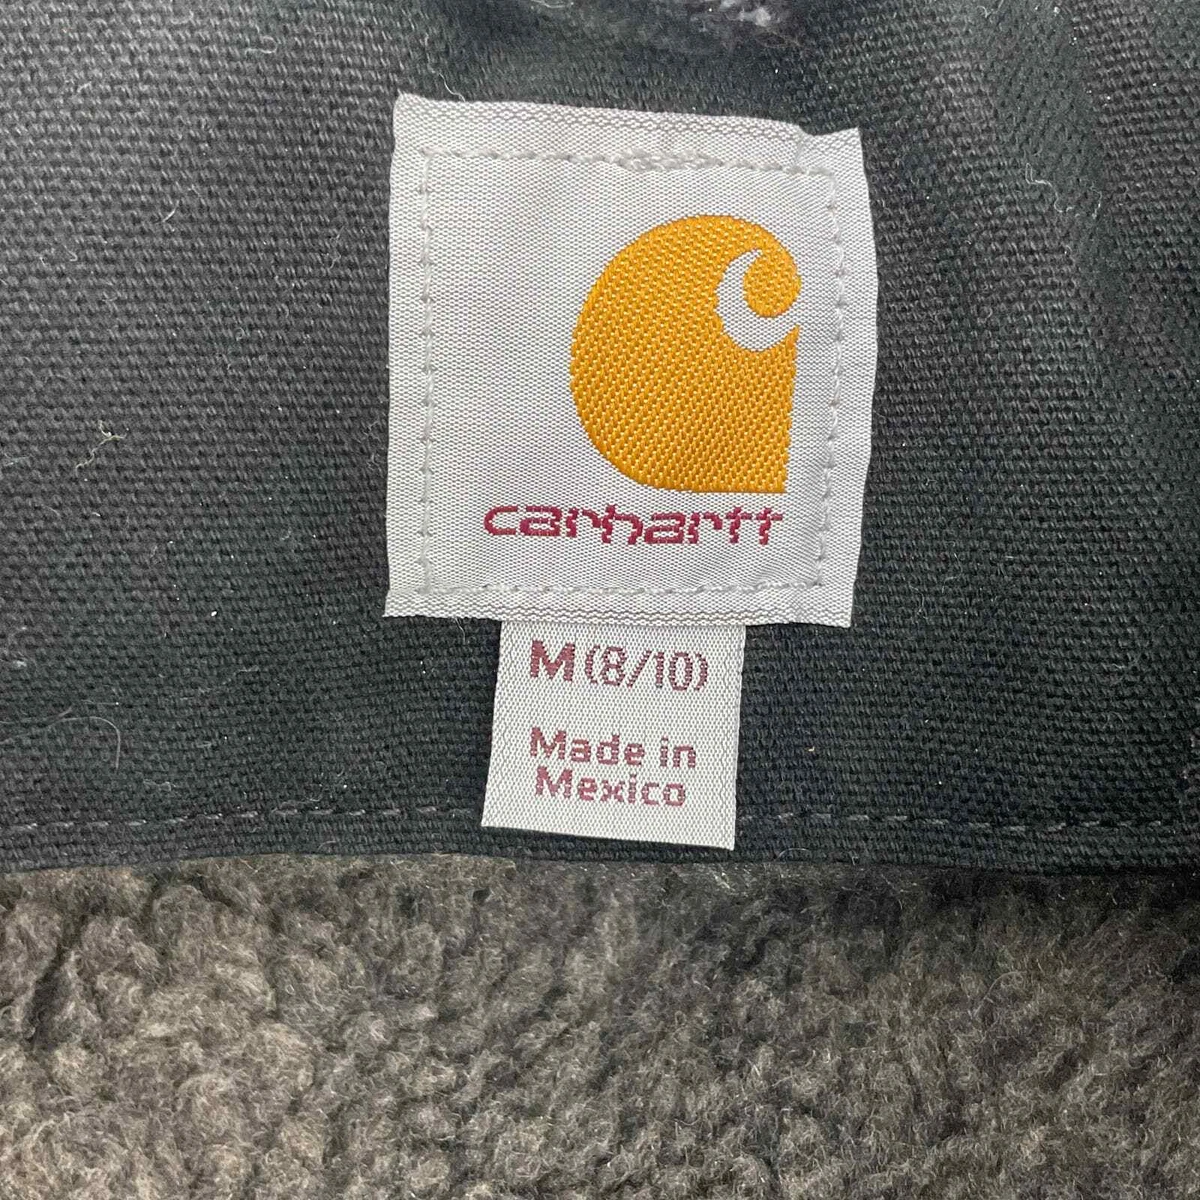 carhartt
M (8/10)
Made in
Mexico